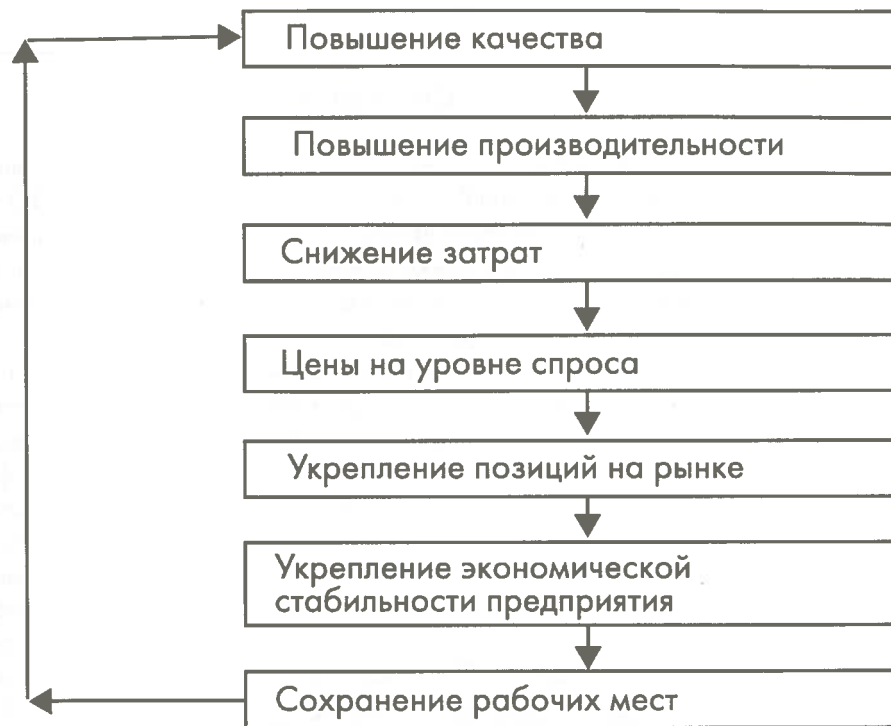 Повышение качества
Повышение производительности
Снижение затрат
Цены на уровне спроса
Укрепление позиций на рынке
Укрепление экономической
стабильности предприятия
Сохранение рабочих мест